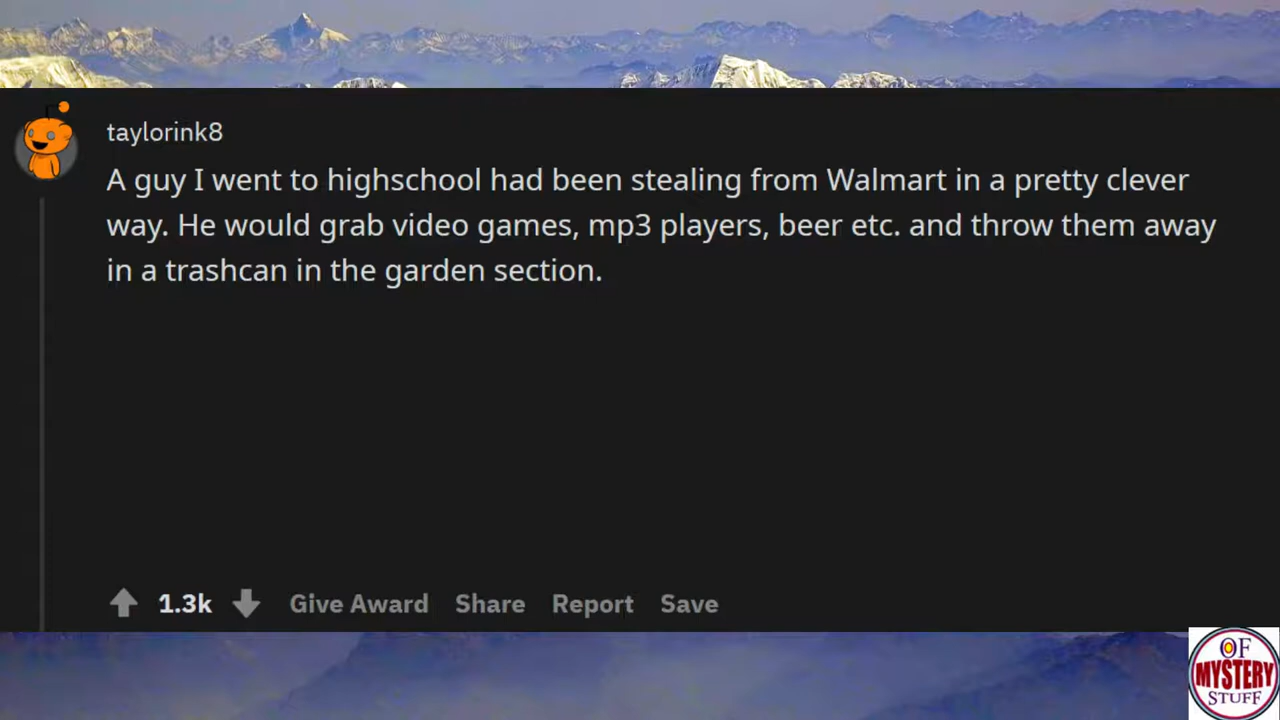 taylorink8
A guy I went to highschool had been stealing from Walmart in a pretty clever
way. He would grab video games, mp3 players, beer etc. and throw them away
in a trashcan in the garden section.
1.3k Give Award Share Report Save
OF
MYSTERY
STUFF